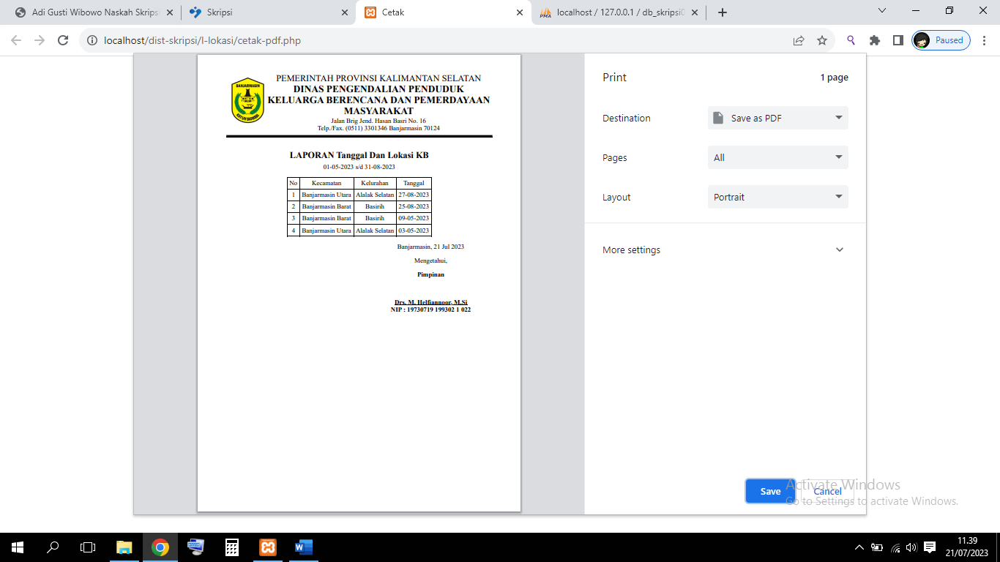 Adi Gusti Wibowo Naskah Skrips
Skripsi
Cetak
localhost / 127.0.0.1 / db_skripsi0
localhost/dist-skripsi/l-lokasi/cetak-pdf.php
Paused
BANJARMASIN
KAYUH BAIMBAI
PEMERINTAH PROVINSI KALIMANTAN SELATAN
DINAS PENGENDALIAN PENDUDUK
KELUARGA BERENCANA DAN PEMERDAYAAN
MASYARAKAT
Jalan Brig Jend. Hasan Basri No. 16
Telp./Fax. (0511) 3301346 Banjarmasin 70124
LAPORAN Tanggal Dan Lokasi KB
01-05-2023 s/d 31-08-2023
No Kecamatan Kelurahan Tanggal
1 Banjarmasin Utara Alalak Selatan 27-08-2023
2 Banjarmasin Barat Basirih 25-08-2023
3 Banjarmasin Barat Basirih 09-05-2023
4 Banjarmasin Utara Alalak Selatan 03-05-2023
Banjarmasin, 21 Jul 2023
Mengetahui,
Pimpinan
Drs. M. Helfiannoor, M.Si
NIP : 19730719 199302 1 022
Print 1 page
Destination Save as PDF
Pages All
Layout Portrait
More settings
Save Cancel
Activate Windows
Go to Settings to activate Windows.
11.39
21/07/2023